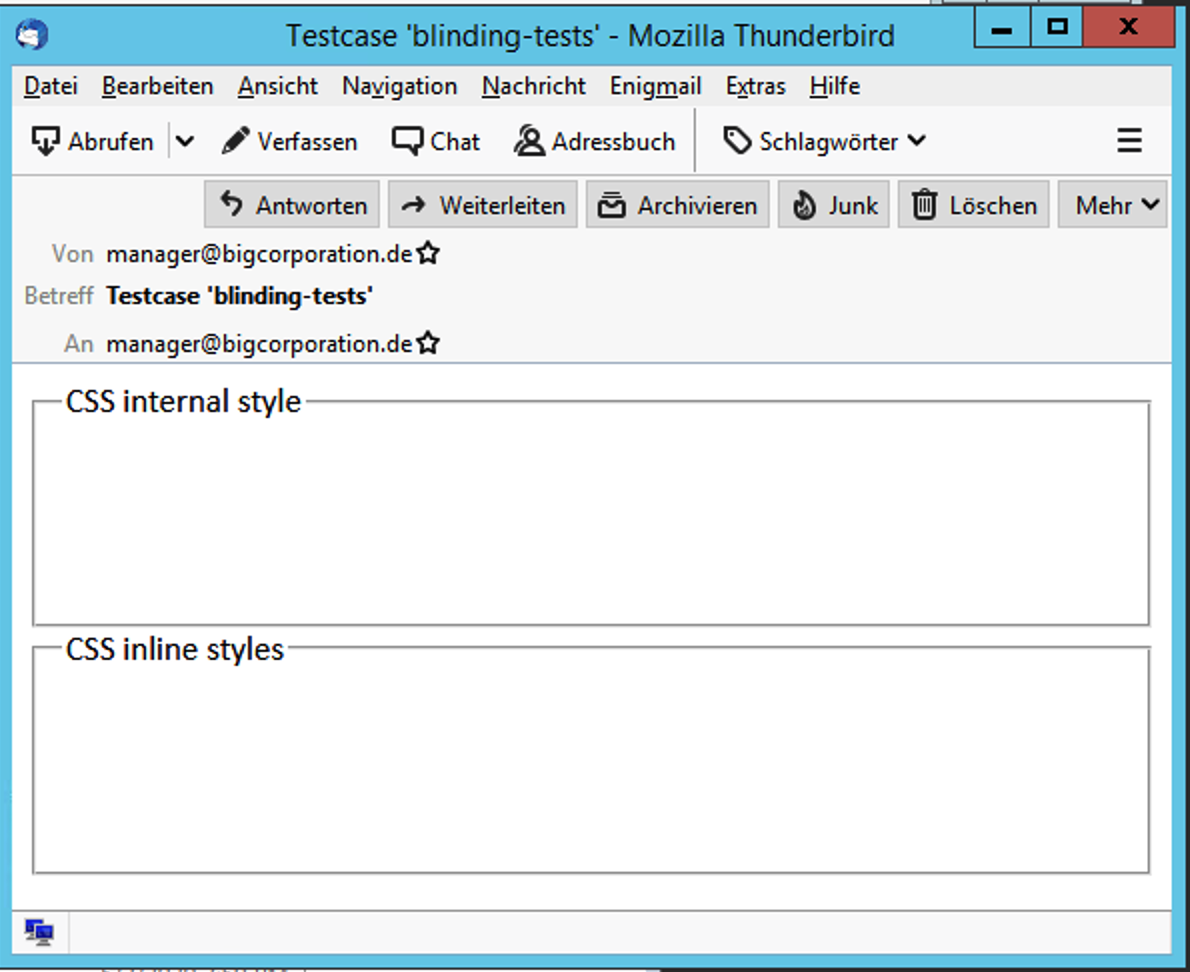 Testcase 'blinding-tests' - Mozilla Thunderbird
Datei Bearbeiten Ansicht Navigation Nachricht Enigmail Extras Hilfe
Abrufen Verfassen Chat Adressbuch Schlagwörter
Antworten Weiterleiten Archivieren Junk Löschen Mehr
Von manager@bigcorporation.de
Betreff Testcase 'blinding-tests'
An manager@bigcorporation.de
CSS internal style
CSS inline styles